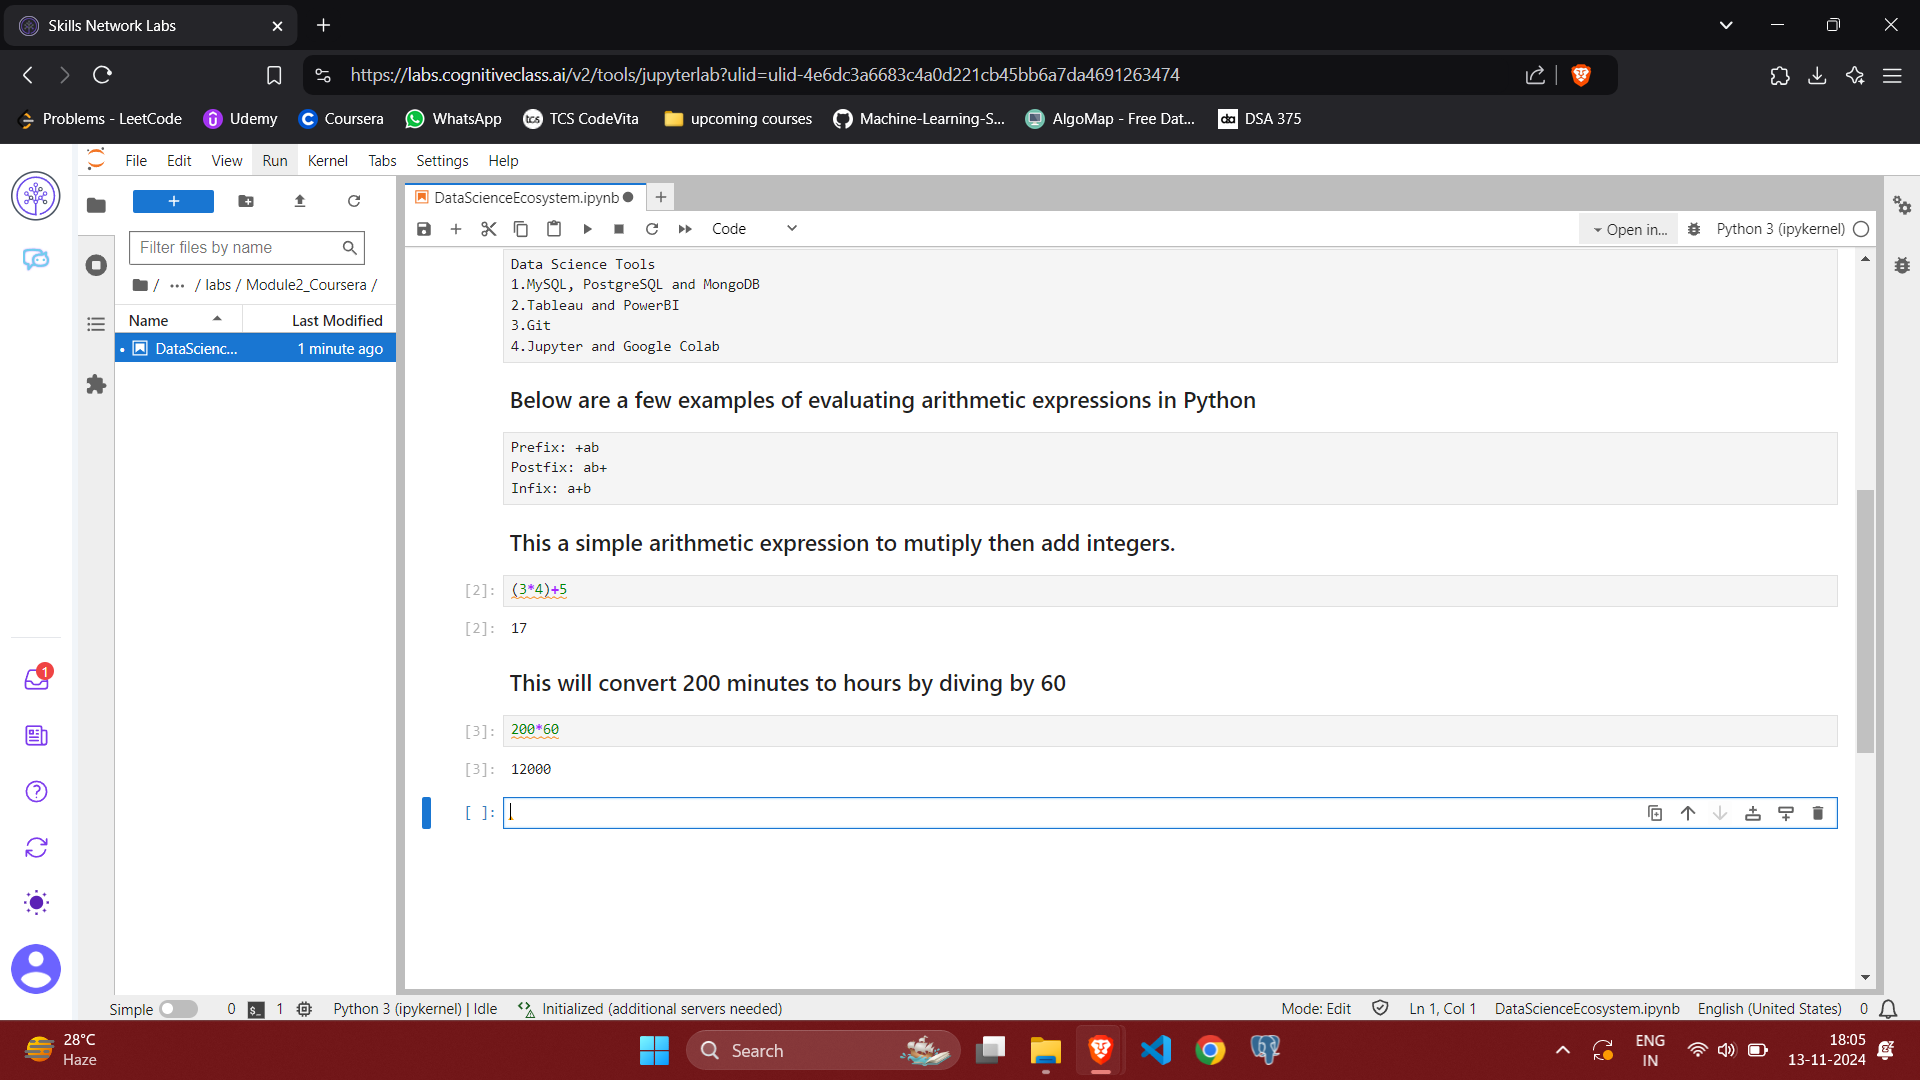 Skills Network Labs
https://labs.cognitiveclass.ai/v2/tools/jupyterlab?ulid=ulid-4e6dc3a6683c4a0d221cb45bb6a7da4691263474
Problems - LeetCode Udemy Coursera WhatsApp TCS CodeVita upcoming courses Machine-Learning-S... AlgoMap - Free Dat... DSA 375
File Edit View Run Kernel Tabs Settings Help
DataScienceEcosystem.ipynb
Code Open in... Python 3 (ipykernel)
Filter files by name
/ ··· / labs / Module2_Coursera /
Name Last Modified
DataScienc... 1 minute ago
Data Science Tools
1.MySQL, PostgreSQL and MongoDB
2.Tableau and PowerBI
3.Git
4.Jupyter and Google Colab
Below are a few examples of evaluating arithmetic expressions in Python
Prefix: +ab
Postfix: ab+
Infix: a+b
This a simple arithmetic expression to mutiply then add integers.
[2]: (3*4)+5
[2]: 17
This will convert 200 minutes to hours by diving by 60
[3]: 200*60
[3]: 12000
[ ]:
1
Simple 0 1 Python 3 (ipykernel) | Idle Initialized (additional servers needed) Mode: Edit Ln 1, Col 1 DataScienceEcosystem.ipynb English (United States) 0
28°C
Haze
Search
ENG
IN
18:05
13-11-2024